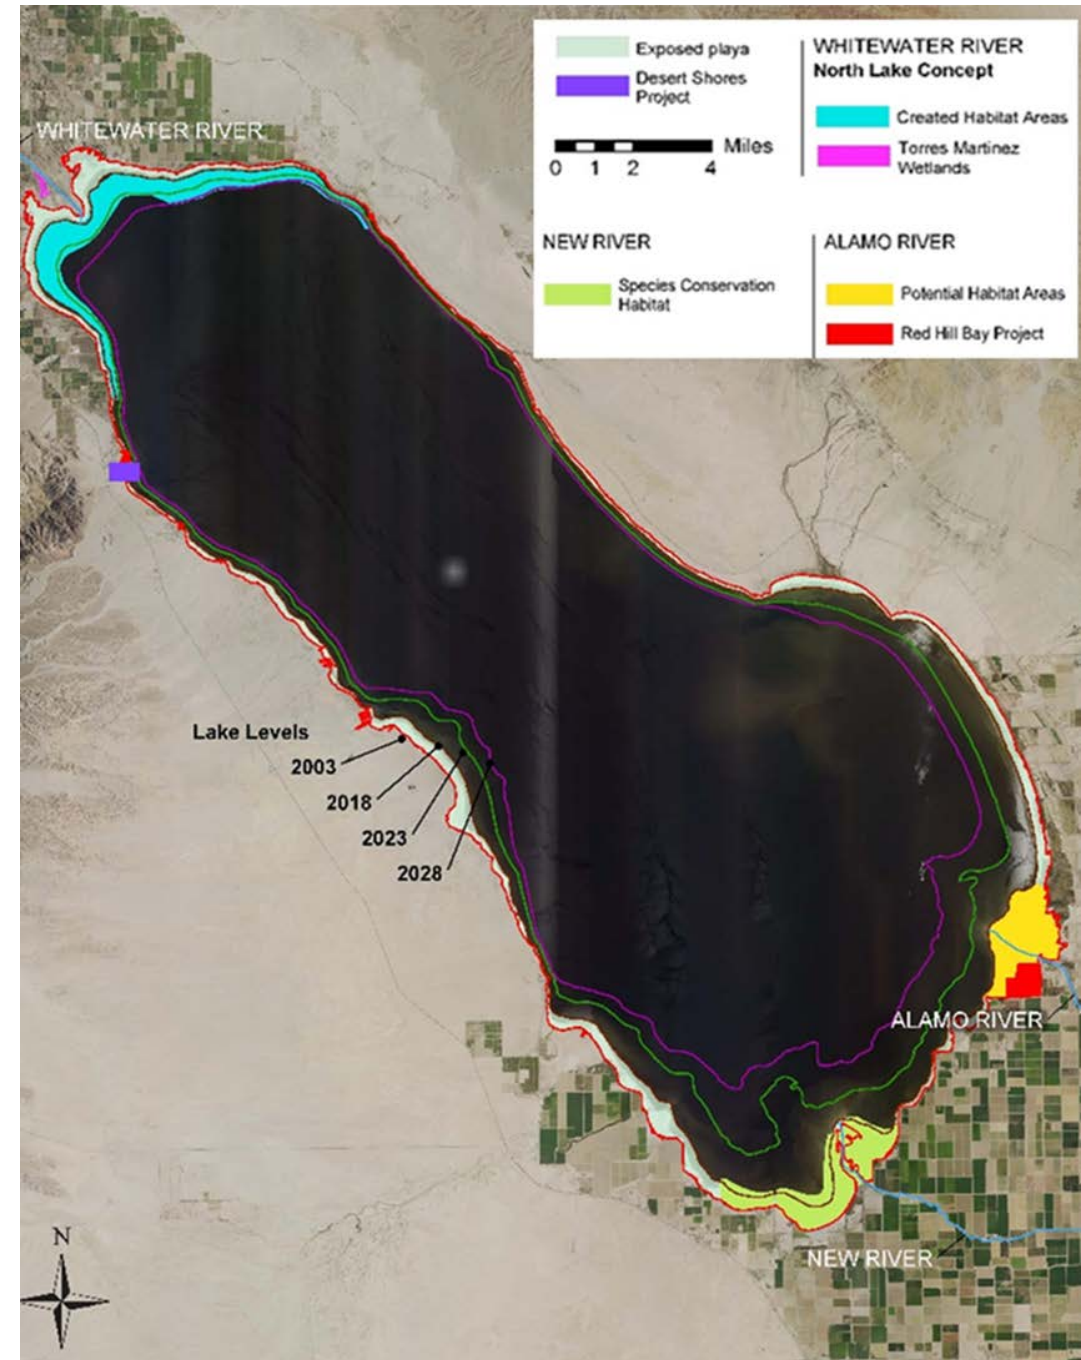 Exposed playa
Desert Shores
Project
Miles
0 1 2 4
WHITEWATER RIVER
North Lake Concept
Created Habitat Areas
Torres Martinez
Wetlands
NEW RIVER
Species Conservation
Habitat
ALAMO RIVER
Potential Habitat Areas
Red Hill Bay Project
WHITEWATER RIVER
Lake Levels
2003
2018
2023
2028
ALAMO RIVER
NEW RIVER
N